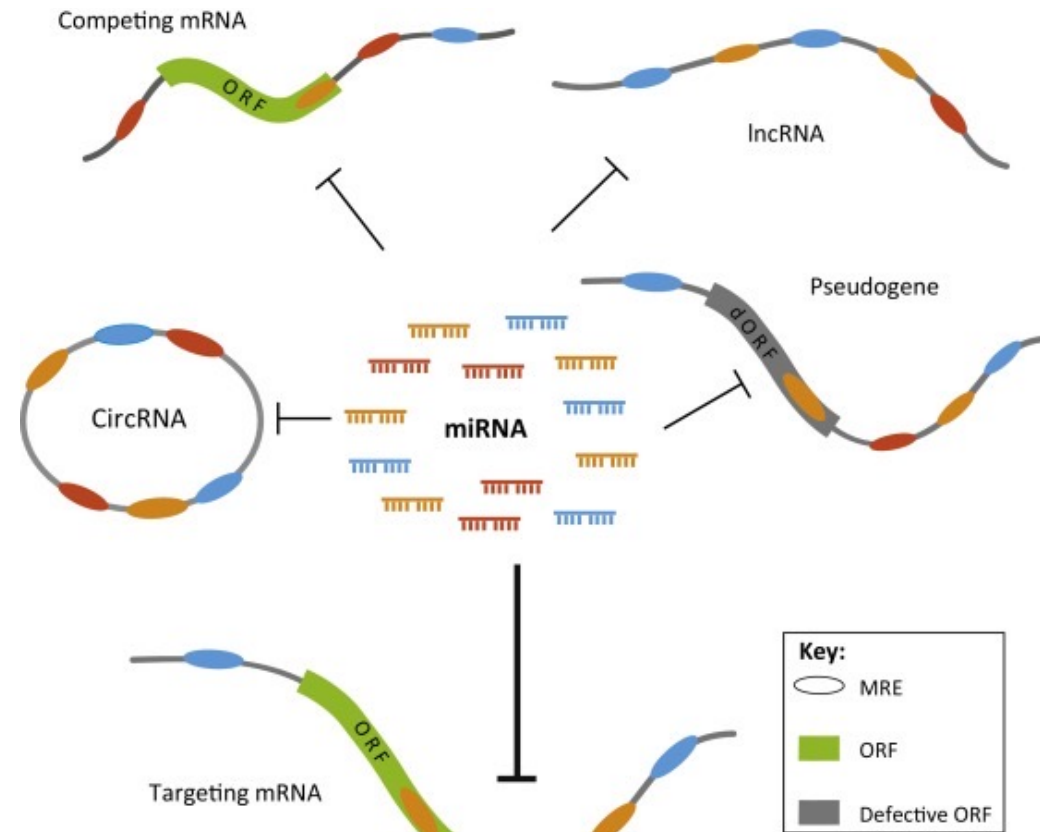 Competing mRNA
ORF
lncRNA
Pseudogene
dORF
CircRNA
miRNA
ORF
Targeting mRNA
Key:
MRE
ORF
Defective ORF